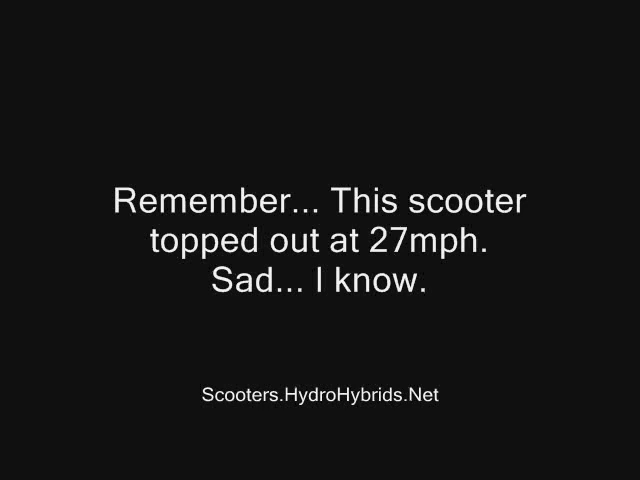 Remember... This scooter
topped out at 27mph.
Sad... I know.
Scooters.HydroHybrids.Net